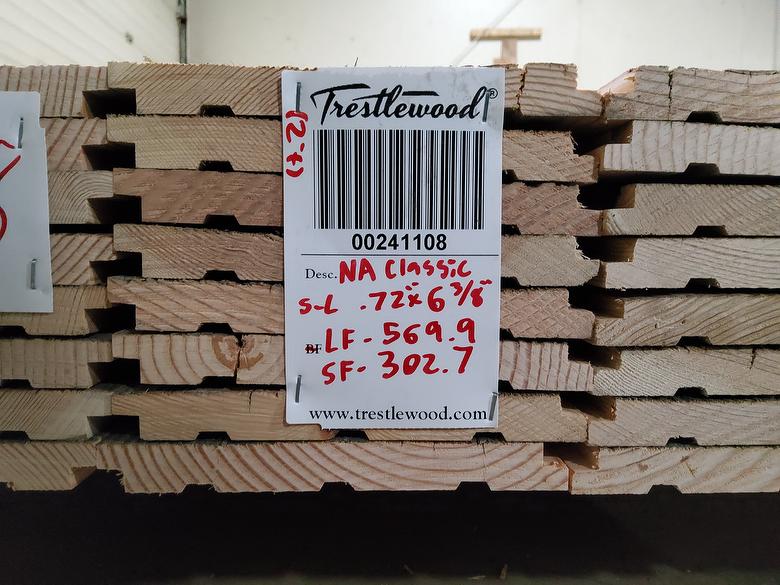 Trestlewood®
(+.2)
00241108
Desc. NA Classic
S-L .72" x 6 3/8"
LF - 569.9
SF - 302.7
www.trestlewood.com